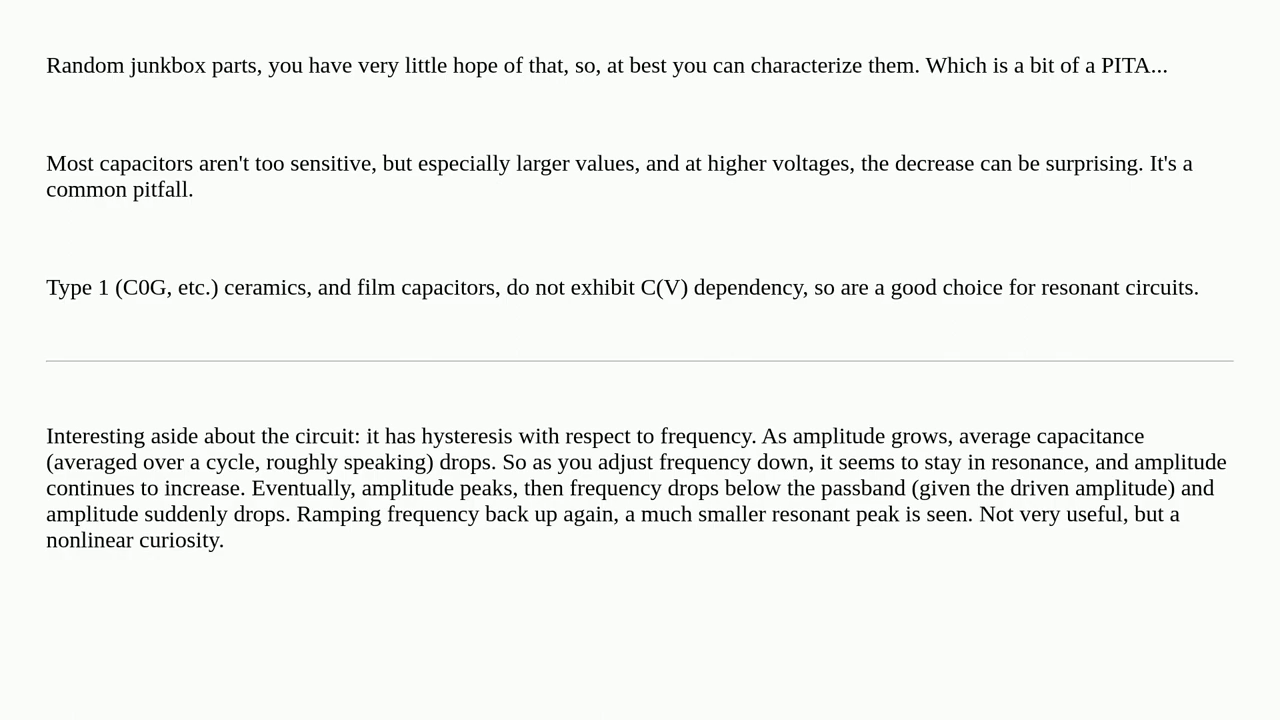 Random junkbox parts, you have very little hope of that, so, at best you can characterize them. Which is a bit of a PITA...
Most capacitors aren't too sensitive, but especially larger values, and at higher voltages, the decrease can be surprising. It's a
common pitfall.
Type 1 (C0G, etc.) ceramics, and film capacitors, do not exhibit C(V) dependency, so are a good choice for resonant circuits.
Interesting aside about the circuit: it has hysteresis with respect to frequency. As amplitude grows, average capacitance
(averaged over a cycle, roughly speaking) drops. So as you adjust frequency down, it seems to stay in resonance, and amplitude
continues to increase. Eventually, amplitude peaks, then frequency drops below the passband (given the driven amplitude) and
amplitude suddenly drops. Ramping frequency back up again, a much smaller resonant peak is seen. Not very useful, but a
nonlinear curiosity.